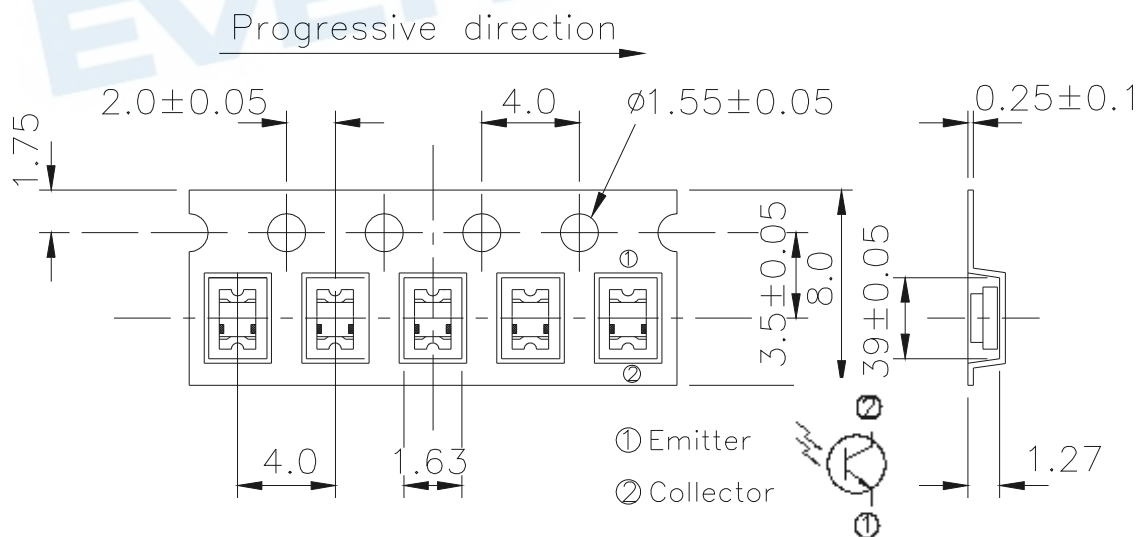 EVER
Progressive direction
2.0±0.05
4.0
ø1.55±0.05
0.25±0.1
1.75
①
3.5±0.05
8.0
39±0.05
②
②
① Emitter
4.0
1.63
1.27
② Collector
①